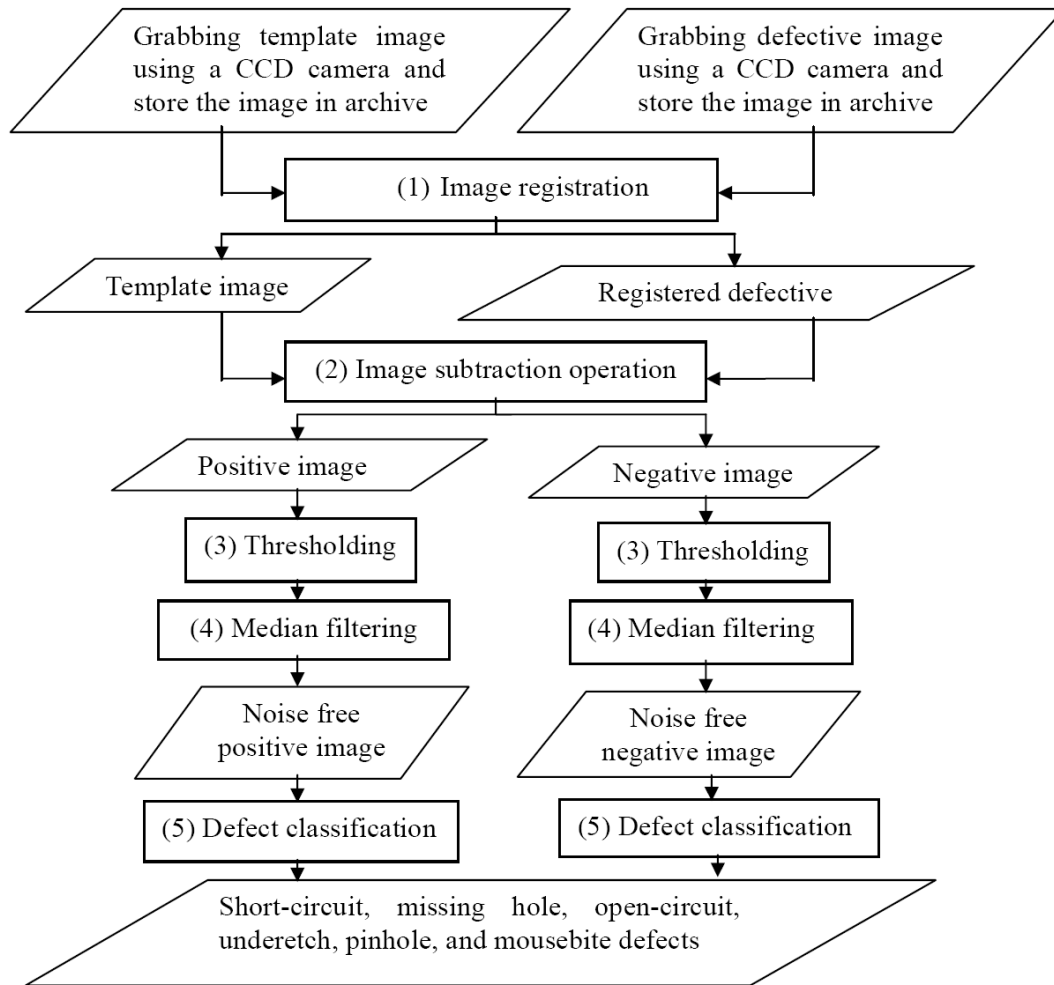 Grabbing template image
using a CCD camera and
store the image in archive
Grabbing defective image
using a CCD camera and
store the image in archive
(1) Image registration
Template image
Registered defective
(2) Image subtraction operation
Positive image
Negative image
(3) Thresholding
(3) Thresholding
(4) Median filtering
(4) Median filtering
Noise free
positive image
Noise free
negative image
(5) Defect classification
(5) Defect classification
Short-circuit, missing hole, open-circuit,
underetch, pinhole, and mousebite defects